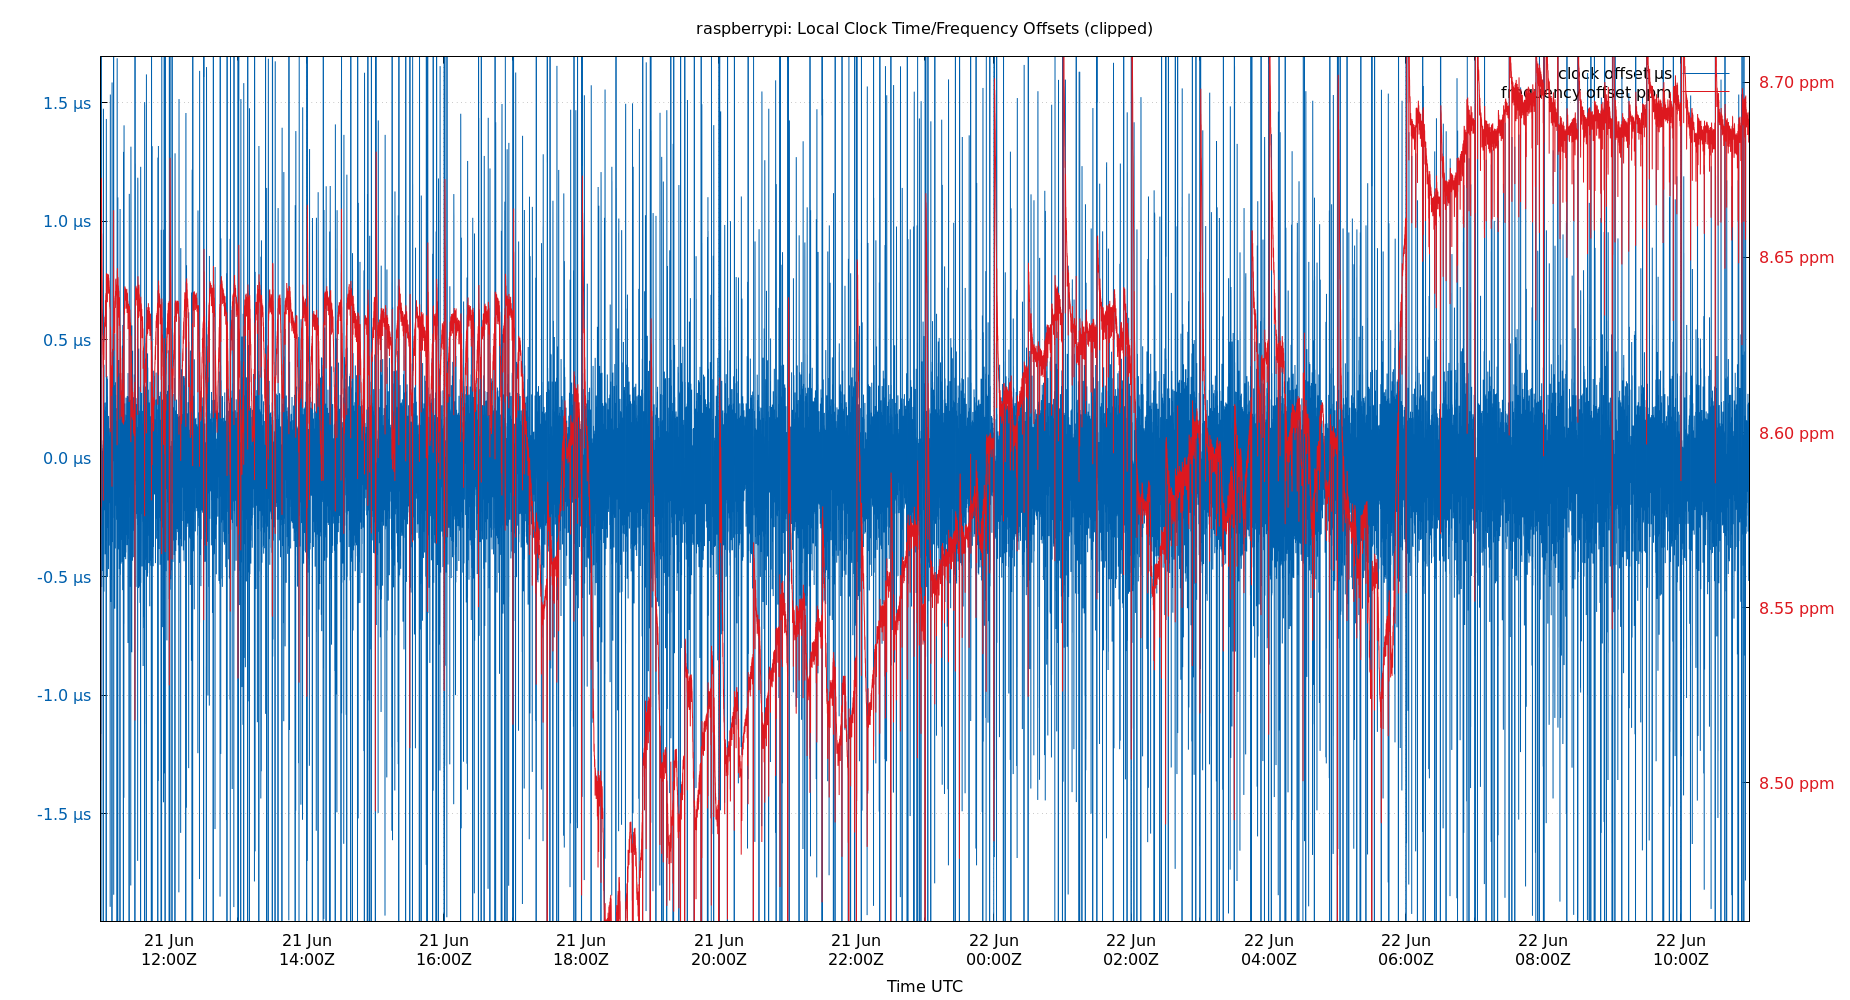 raspberrypi: Local Clock Time/Frequency Offsets (clipped)
clock offset µs
frequency offset ppm
1.5 µs
1.0 µs
0.5 µs
0.0 µs
-0.5 µs
-1.0 µs
-1.5 µs
8.70 ppm
8.65 ppm
8.60 ppm
8.55 ppm
8.50 ppm
21 Jun 21 Jun 21 Jun 21 Jun 21 Jun 21 Jun 22 Jun 22 Jun 22 Jun 22 Jun 22 Jun 22 Jun
12:00Z 14:00Z 16:00Z 18:00Z 20:00Z 22:00Z 00:00Z 02:00Z 04:00Z 06:00Z 08:00Z 10:00Z
Time UTC